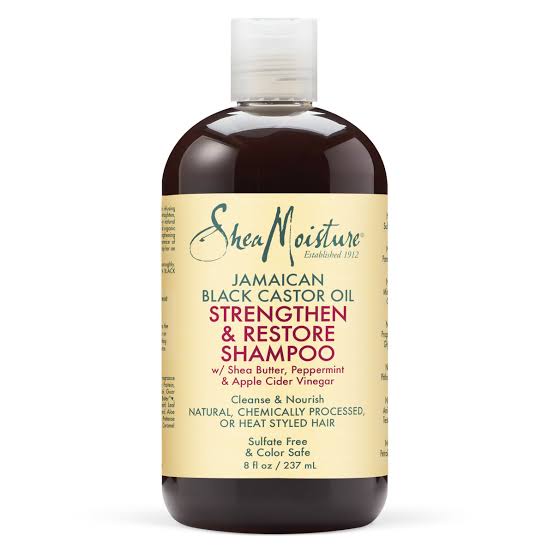 SheaMoisture®
Established 1912
JAMAICAN
BLACK CASTOR OIL
STRENGTHEN
& RESTORE
SHAMPOO
w/ Shea Butter, Peppermint
& Apple Cider Vinegar
Cleanse & Nourish
NATURAL, CHEMICALLY PROCESSED,
OR HEAT STYLED HAIR
Sulfate Free
& Color Safe
8 fl oz / 237 mL